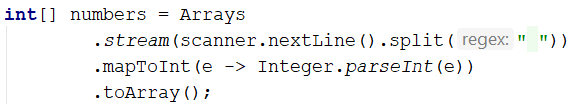 int[] numbers = Arrays
.stream(scanner.nextLine().split( regex: " "))
.mapToInt(e -> Integer.parseInt(e))
.toArray();